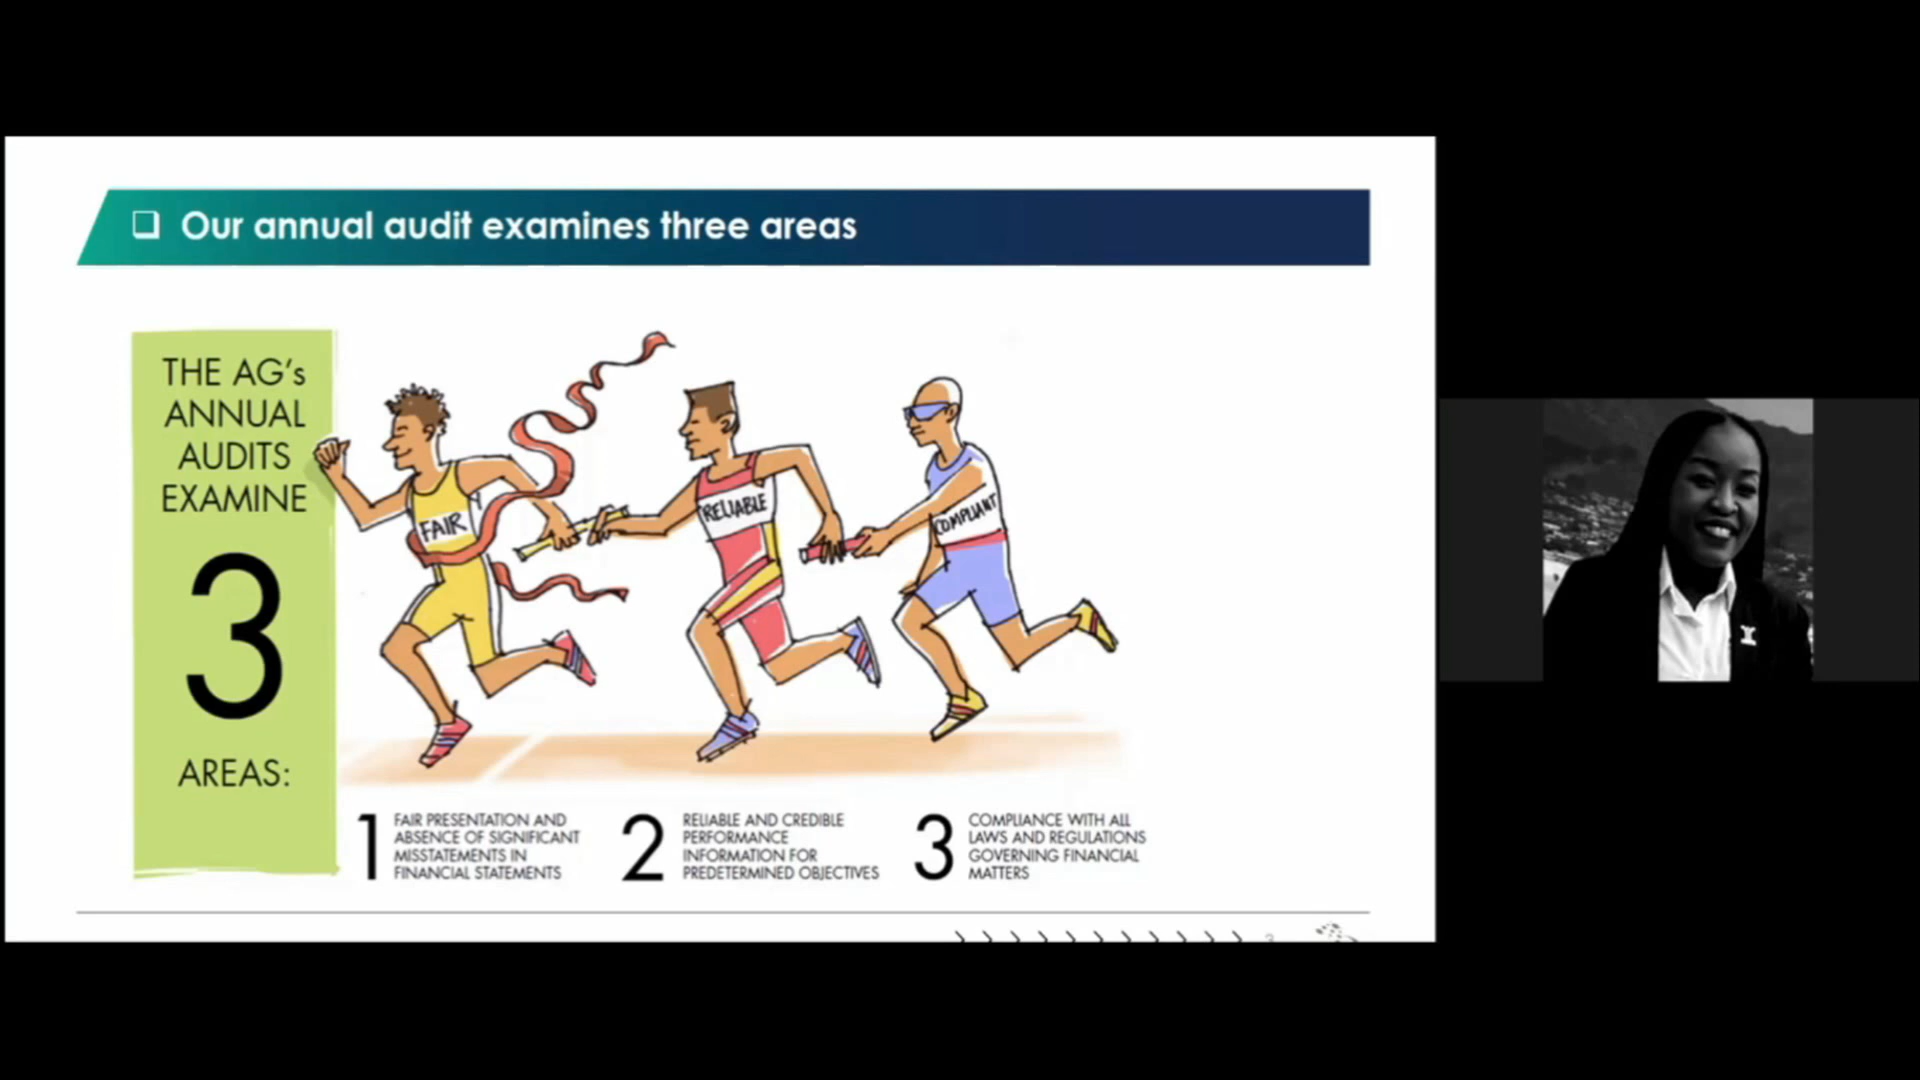 Our annual audit examines three areas
THE AG's
ANNUAL
AUDITS
EXAMINE
3
AREAS:
FAIR
RELIABLE
COMPLIANT
1
FAIR PRESENTATION AND
ABSENCE OF SIGNIFICANT
MISSTATEMENTS IN
FINANCIAL STATEMENTS
2
RELIABLE AND CREDIBLE
PERFORMANCE
INFORMATION FOR
PREDETERMINED OBJECTIVES
3
COMPLIANCE WITH ALL
LAWS AND REGULATIONS
GOVERNING FINANCIAL
MATTERS